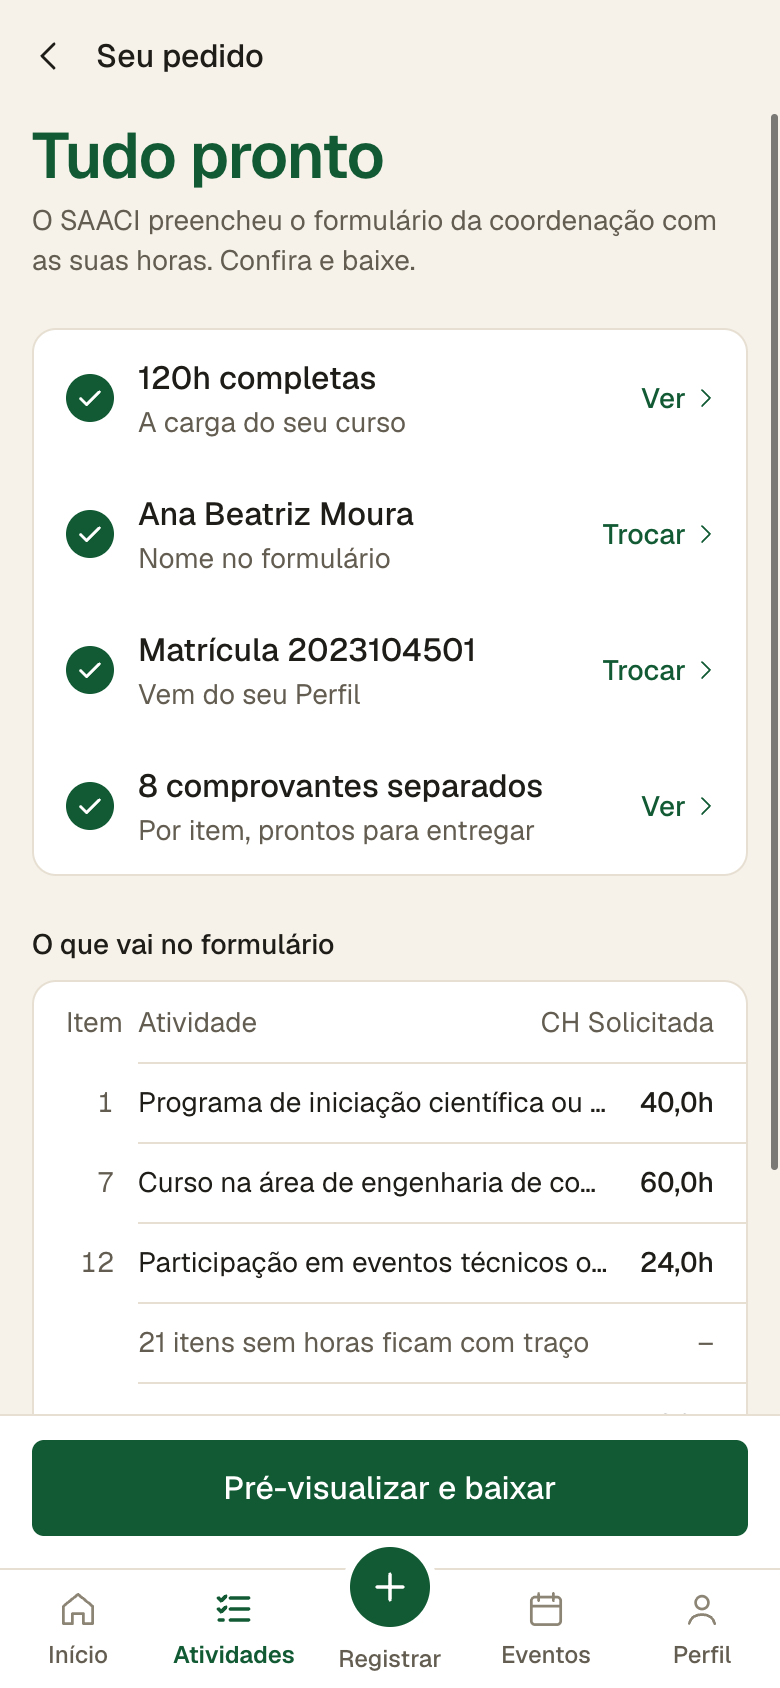 Seu pedido
Tudo pronto
O SAACI preencheu o formulário da coordenação com
as suas horas. Confira e baixe.
120h completas
A carga do seu curso
Ver
Ana Beatriz Moura
Nome no formulário
Trocar
Matrícula 2023104501
Vem do seu Perfil
Trocar
8 comprovantes separados
Por item, prontos para entregar
Ver
O que vai no formulário
Item Atividade CH Solicitada
1 Programa de iniciação científica ou ... 40,0h
7 Curso na área de engenharia de co... 60,0h
12 Participação em eventos técnicos o... 24,0h
21 itens sem horas ficam com traço –
Pré-visualizar e baixar
Início Atividades Registrar Eventos Perfil